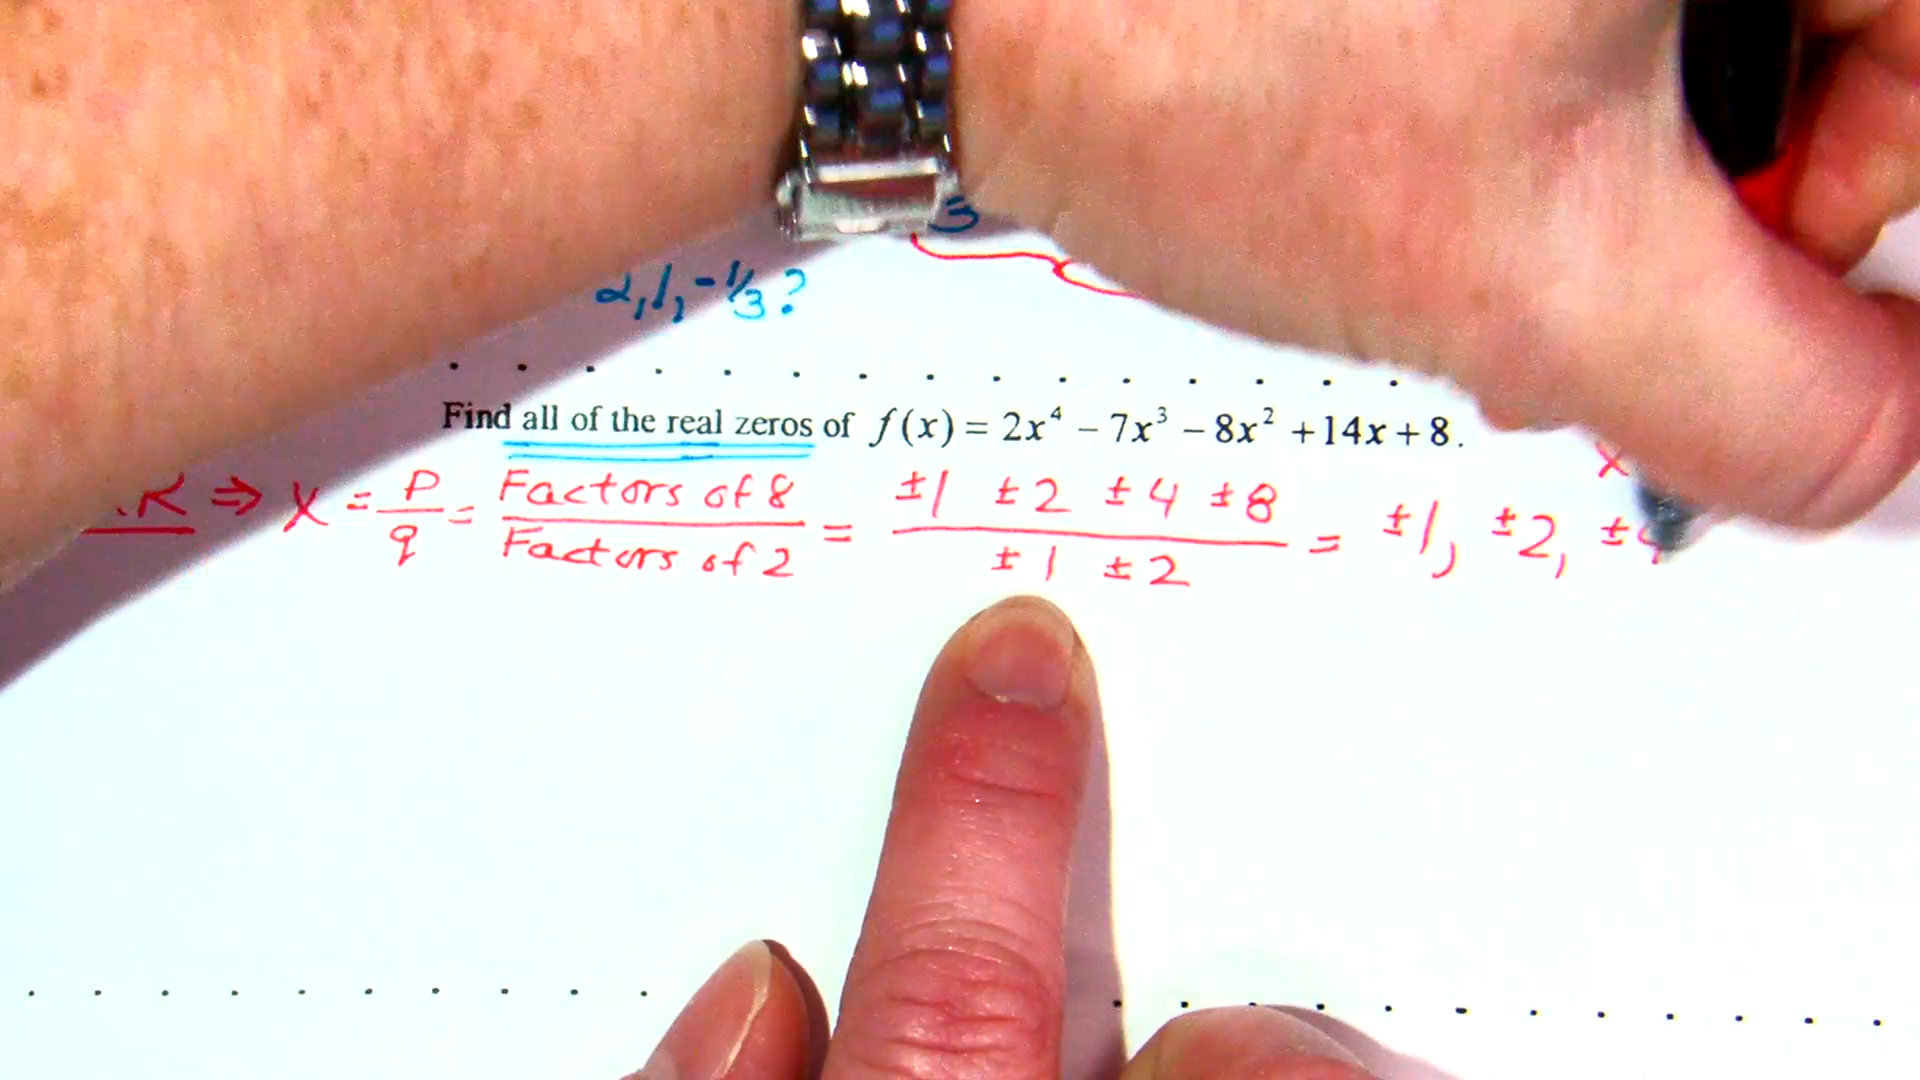 2, 1, -1/3?
Find all of the real zeros of f(x) = 2x⁴ − 7x³ − 8x² + 14x + 8.
⇒ x = p/q = Factors of 8 / Factors of 2 = ±1 ±2 ±4 ±8 / ±1 ±2 = ±1, ±2, ±4